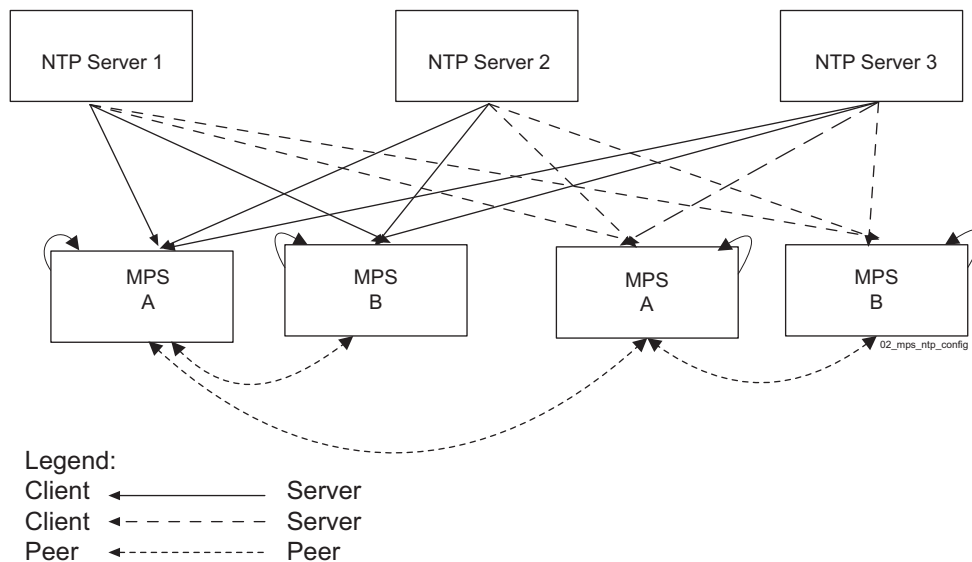 NTP Server 1
NTP Server 2
NTP Server 3
MPS
A
MPS
B
MPS
A
MPS
B
02_mps_ntp_config
Legend:
Client Server
Client Server
Peer Peer